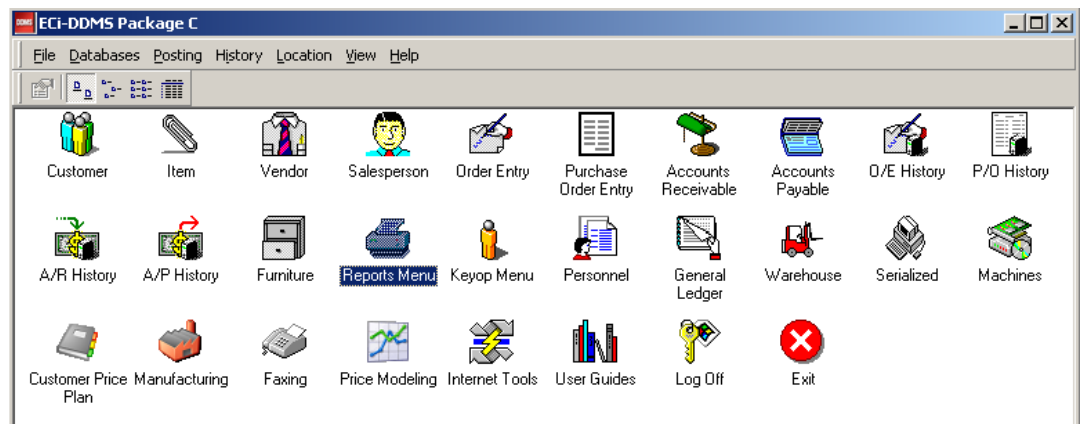 DDMS ECi-DDMS Package C
File Databases Posting History Location View Help
Customer Item Vendor Salesperson Order Entry Purchase Order Entry Accounts Receivable Accounts Payable O/E History P/O History
A/R History A/P History Furniture Reports Menu Keyop Menu Personnel General Ledger Warehouse Serialized Machines
Customer Price Plan Manufacturing Faxing Price Modeling Internet Tools User Guides Log Off Exit